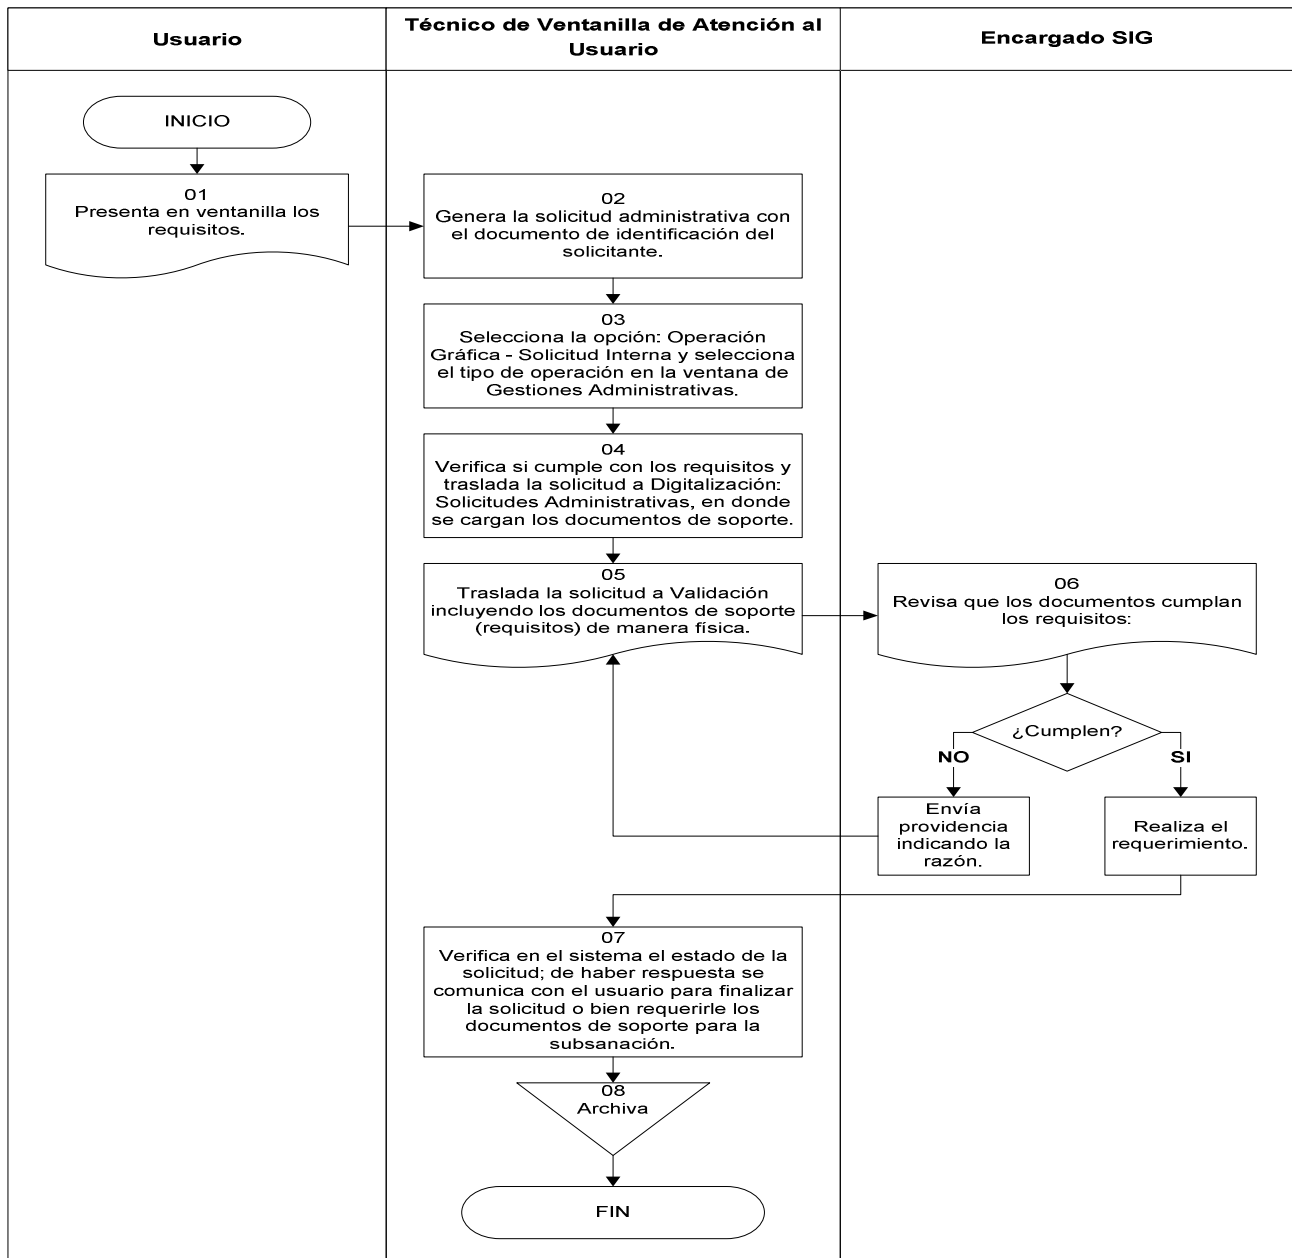 Usuario
Técnico de Ventanilla de Atención al
Usuario
Encargado SIG
INICIO
01
Presenta en ventanilla los
requisitos.
02
Genera la solicitud administrativa con
el documento de identificación del
solicitante.
03
Selecciona la opción: Operación
Gráfica - Solicitud Interna y selecciona
el tipo de operación en la ventana de
Gestiones Administrativas.
04
Verifica si cumple con los requisitos y
traslada la solicitud a Digitalización:
Solicitudes Administrativas, en donde
se cargan los documentos de soporte.
05
Traslada la solicitud a Validación
incluyendo los documentos de soporte
(requisitos) de manera física.
06
Revisa que los documentos cumplan
los requisitos:
¿Cumplen?
NO
SI
Envía
providencia
indicando la
razón.
Realiza el
requerimiento.
07
Verifica en el sistema el estado de la
solicitud; de haber respuesta se
comunica con el usuario para finalizar
la solicitud o bien requerirle los
documentos de soporte para la
subsanación.
08
Archiva
FIN